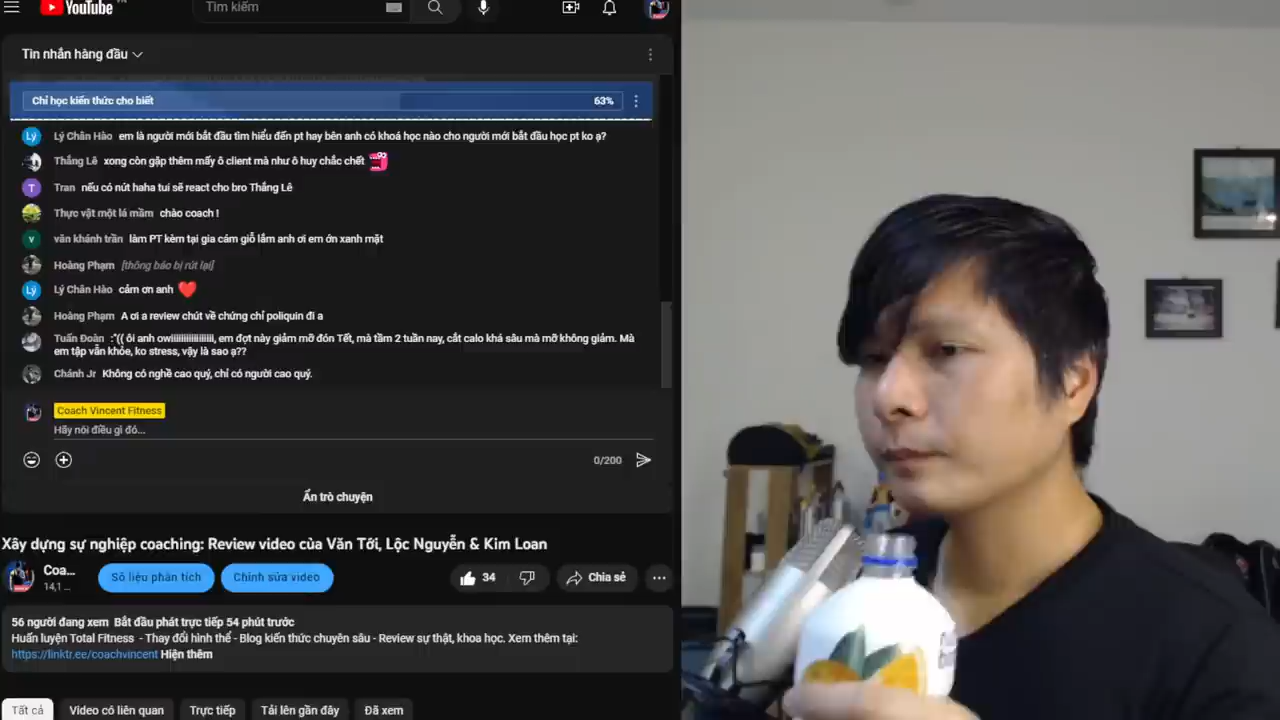 YouTube
Tìm kiếm
Tin nhắn hàng đầu
Chỉ học kiến thức cho biết 63%
Lý Lý Chân Hào em là người mới bắt đầu tìm hiểu đến pt hay bên anh có khoá học nào cho người mới bắt đầu học pt ko ạ?
Thắng Lê xong còn gặp thêm mấy ô client mà như ô huy chắc chết
T Tran nếu có nút haha tui sẽ react cho bro Thắng Lê
Thực vật một lá mầm chào coach !
v văn khánh trần làm PT kèm tại gia cám giỗ lắm anh ơi em ớn xanh mặt
Hoàng Phạm [thông báo bị rút lại]
Lý Lý Chân Hào cảm ơn anh
Hoàng Phạm A ơi a review chút về chứng chỉ poliquin đi a
Tuấn Đoàn :"(( ôi anh owiiiiiiiiiiiiiiiii, em đợt này giảm mỡ đón Tết, mà tầm 2 tuần nay, cắt calo khá sâu mà mỡ không giảm. Mà
em tập vẫn khỏe, ko stress, vậy là sao ạ??
Chánh Jr Không có nghề cao quý, chỉ có người cao quý.
Coach Vincent Fitness
Hãy nói điều gì đó...
0/200
Ẩn trò chuyện
Xây dựng sự nghiệp coaching: Review video của Văn Tới, Lộc Nguyễn & Kim Loan
Coa...
14,1 ...
Số liệu phân tích
Chỉnh sửa video
34
Chia sẻ
56 người đang xem Bắt đầu phát trực tiếp 54 phút trước
Huấn luyện Total Fitness - Thay đổi hình thể - Blog kiến thức chuyên sâu - Review sự thật, khoa học. Xem thêm tại:
https://linktr.ee/coachvincent Hiện thêm
Tất cả Video có liên quan Trực tiếp Tải lên gần đây Đã xem